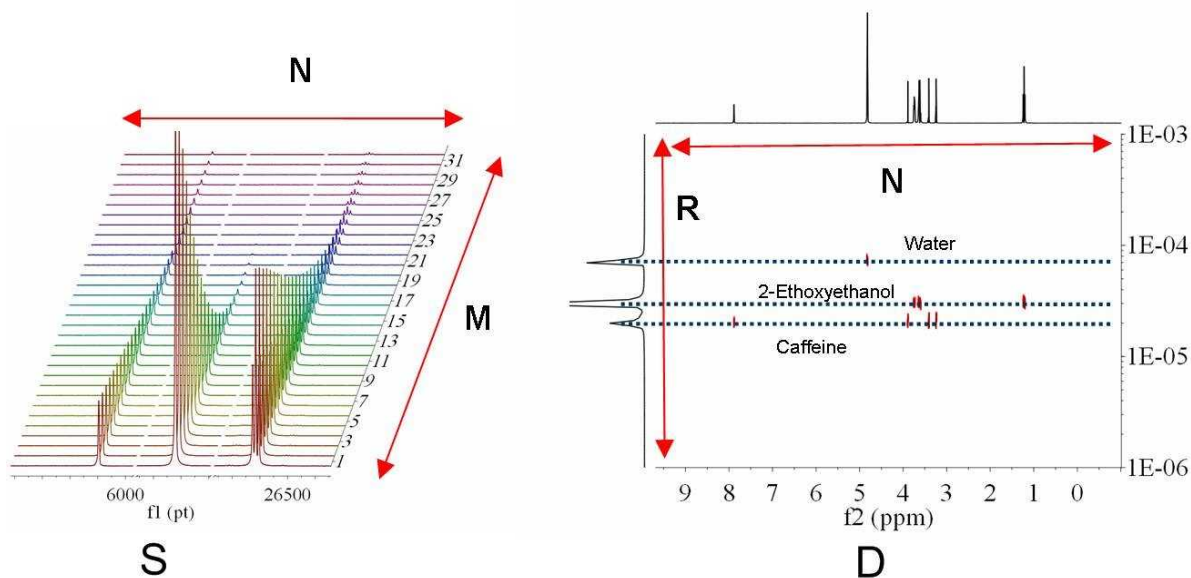 N
31
29
27
25
23
21
19
17
15
13
11
9
7
5
3
1
M
6000 26500
f1 (pt)
S
1E-03
N
R
1E-04
Water
2-Ethoxyethanol
Caffeine
1E-05
1E-06
9 8 7 6 5 4 3 2 1 0
f2 (ppm)
D